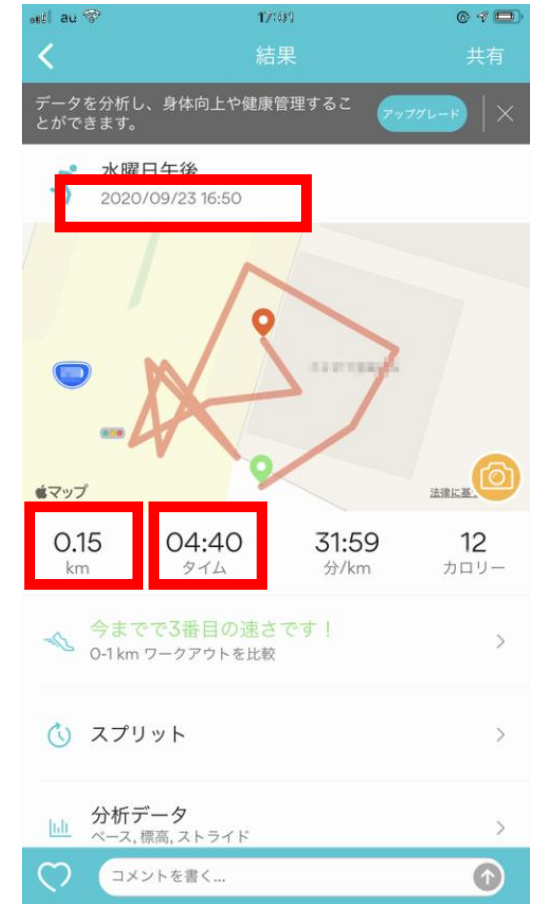 au
結果
共有
データを分析し、身体向上や健康管理するこ
とができます。
アップグレード
水曜日午後
2020/09/23 16:50
マップ
0.15
km
04:40
タイム
31:59
分/km
12
カロリー
今までで3番目の速さです！
0-1 km ワークアウトを比較
スプリット
分析データ
ペース, 標高, ストライド
コメントを書く...